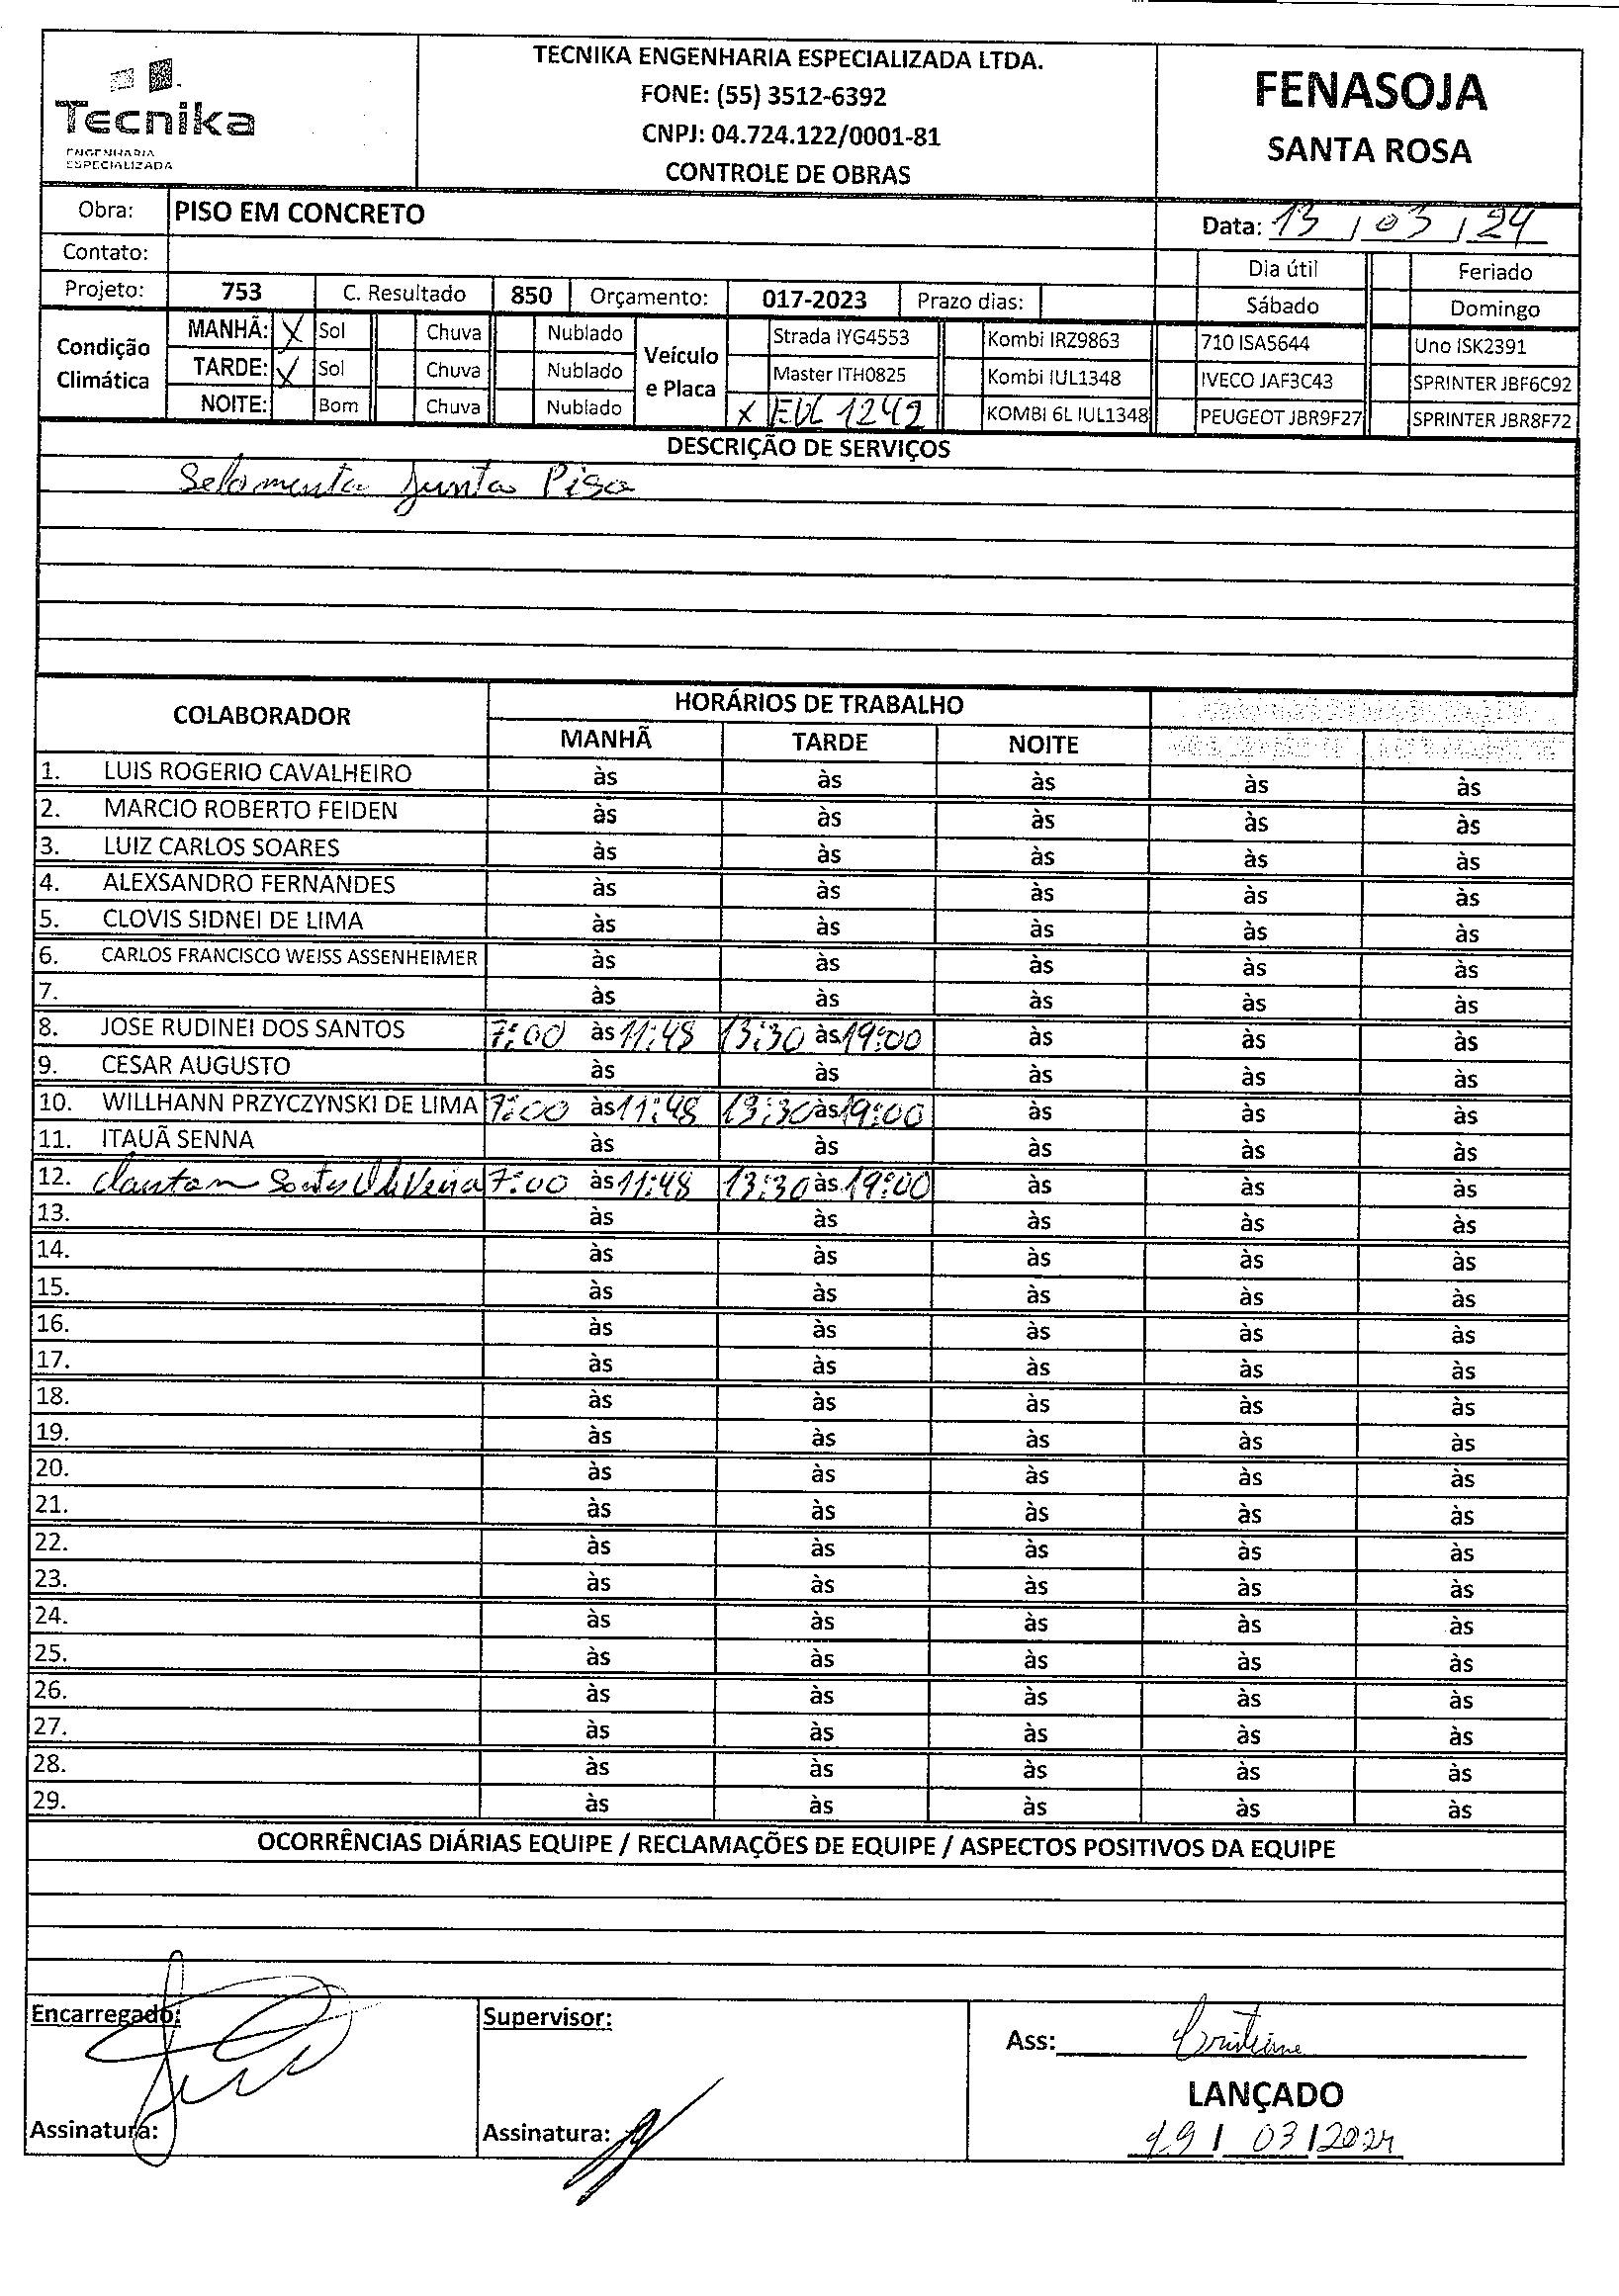 Tecnika
ENGENHARIA
ESPECIALIZADA
TECNIKA ENGENHARIA ESPECIALIZADA LTDA.
FONE: (55) 3512-6392
CNPJ: 04.724.122/0001-81
CONTROLE DE OBRAS
FENASOJA
SANTA ROSA
Obra: PISO EM CONCRETO
Data: 13 / 03 / 24
Contato:
Dia útil Feriado
Projeto: 753 C. Resultado 850 Orçamento: 017-2023 Prazo dias:
Sábado Domingo
Condição Climática
MANHÃ: X Sol Chuva Nublado
TARDE: X Sol Chuva Nublado
NOITE: Bom Chuva Nublado
Veículo e Placa
Strada IYG4553 Kombi IRZ9863 710 ISA5644 Uno ISK2391
Master ITH0825 Kombi IUL1348 IVECO JAF3C43 SPRINTER JBF6C92
X 1242 KOMBI 6L IUL1348 PEUGEOT JBR9F27 SPRINTER JBR8F72
DESCRIÇÃO DE SERVIÇOS
Selamento Junta Piso
COLABORADOR HORÁRIOS DE TRABALHO
MANHÃ TARDE NOITE
1. LUIS ROGERIO CAVALHEIRO às às às às às
2. MARCIO ROBERTO FEIDEN às às às às às
3. LUIZ CARLOS SOARES às às às às às
4. ALEXSANDRO FERNANDES às às às às às
5. CLOVIS SIDNEI DE LIMA às às às às às
6. CARLOS FRANCISCO WEISS ASSENHEIMER às às às às às
7. às às às às às
8. JOSE RUDINEI DOS SANTOS 7:00 às 11:48 13:30 às 19:00 às às às
9. CESAR AUGUSTO às às às às às
10. WILLHANN PRZYCZYNSKI DE LIMA 7:00 às 11:48 13:30 às 19:00 às às às
11. ITAUÃ SENNA às às às às às
12. 7:00 às 11:48 13:30 às 19:00 às às às
13. às às às às às
14. às às às às às
15. às às às às às
16. às às às às às
17. às às às às às
18. às às às às às
19. às às às às às
20. às às às às às
21. às às às às às
22. às às às às às
23. às às às às às
24. às às às às às
25. às às às às às
26. às às às às às
27. às às às às às
28. às às às às às
29. às às às às às
OCORRÊNCIAS DIÁRIAS EQUIPE / RECLAMAÇÕES DE EQUIPE / ASPECTOS POSITIVOS DA EQUIPE
Encarregado:
Assinatura:
Supervisor:
Assinatura:
Ass: Cristiane
LANÇADO
19 / 03 / 2024